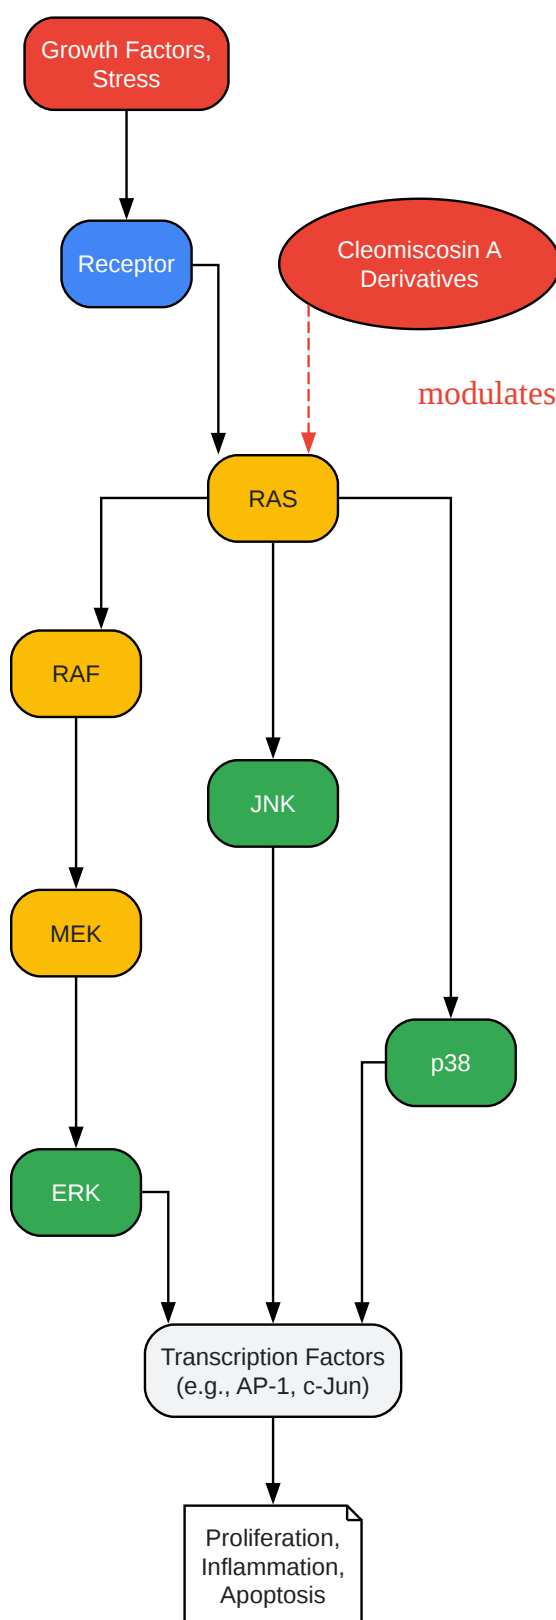 Growth Factors,
Stress
Receptor
Cleomiscosin A
Derivatives
modulates
RAS
RAF
JNK
MEK
p38
ERK
Transcription Factors
(e.g., AP-1, c-Jun)
Proliferation,
Inflammation,
Apoptosis